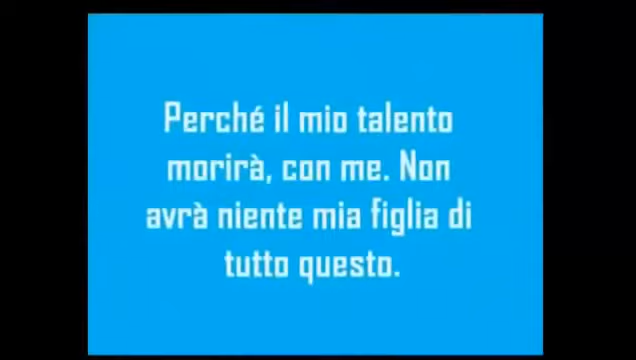 Perché il mio talento
morirà, con me. Non
avrà niente mia figlia di
tutto questo.